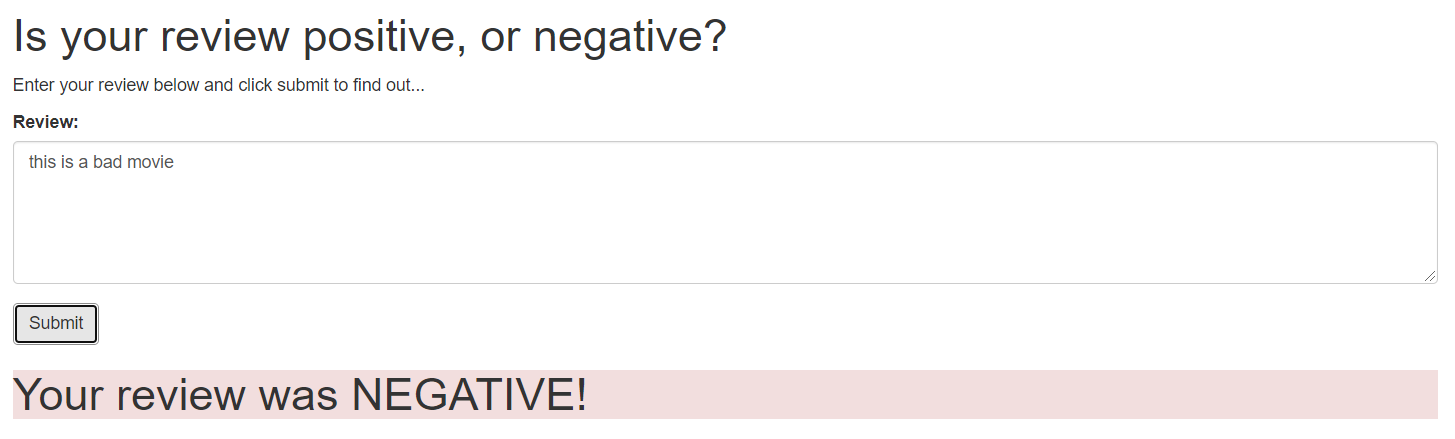 Is your review positive, or negative?
Enter your review below and click submit to find out...
Review:
this is a bad movie
Submit
Your review was NEGATIVE!